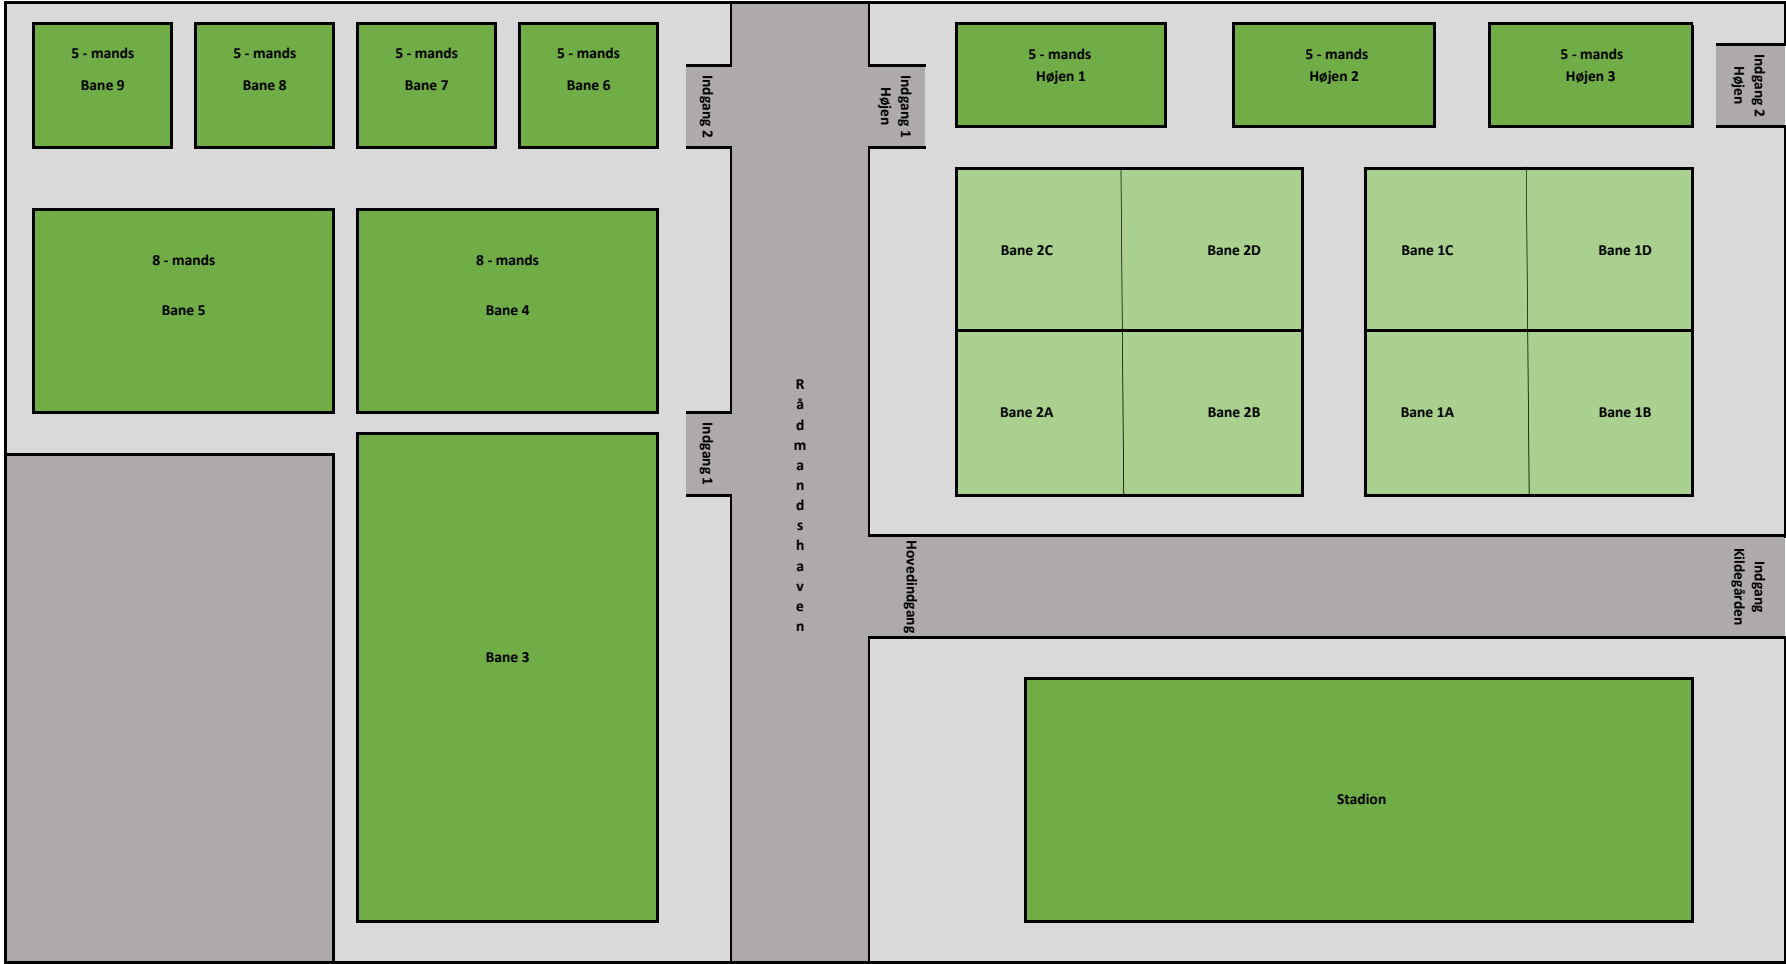 5 - mands
Bane 9
5 - mands
Bane 8
5 - mands
Bane 7
5 - mands
Bane 6
Indgang 2
Indgang 1
Højen
5 - mands
Højen 1
5 - mands
Højen 2
5 - mands
Højen 3
Indgang 2
Højen
8 - mands
Bane 5
8 - mands
Bane 4
Bane 2C
Bane 2D
Bane 1C
Bane 1D
Bane 2A
Bane 2B
Bane 1A
Bane 1B
Indgang 1
Rådmandshaven
Hovedindgang
Indgang
Kildegården
Bane 3
Stadion